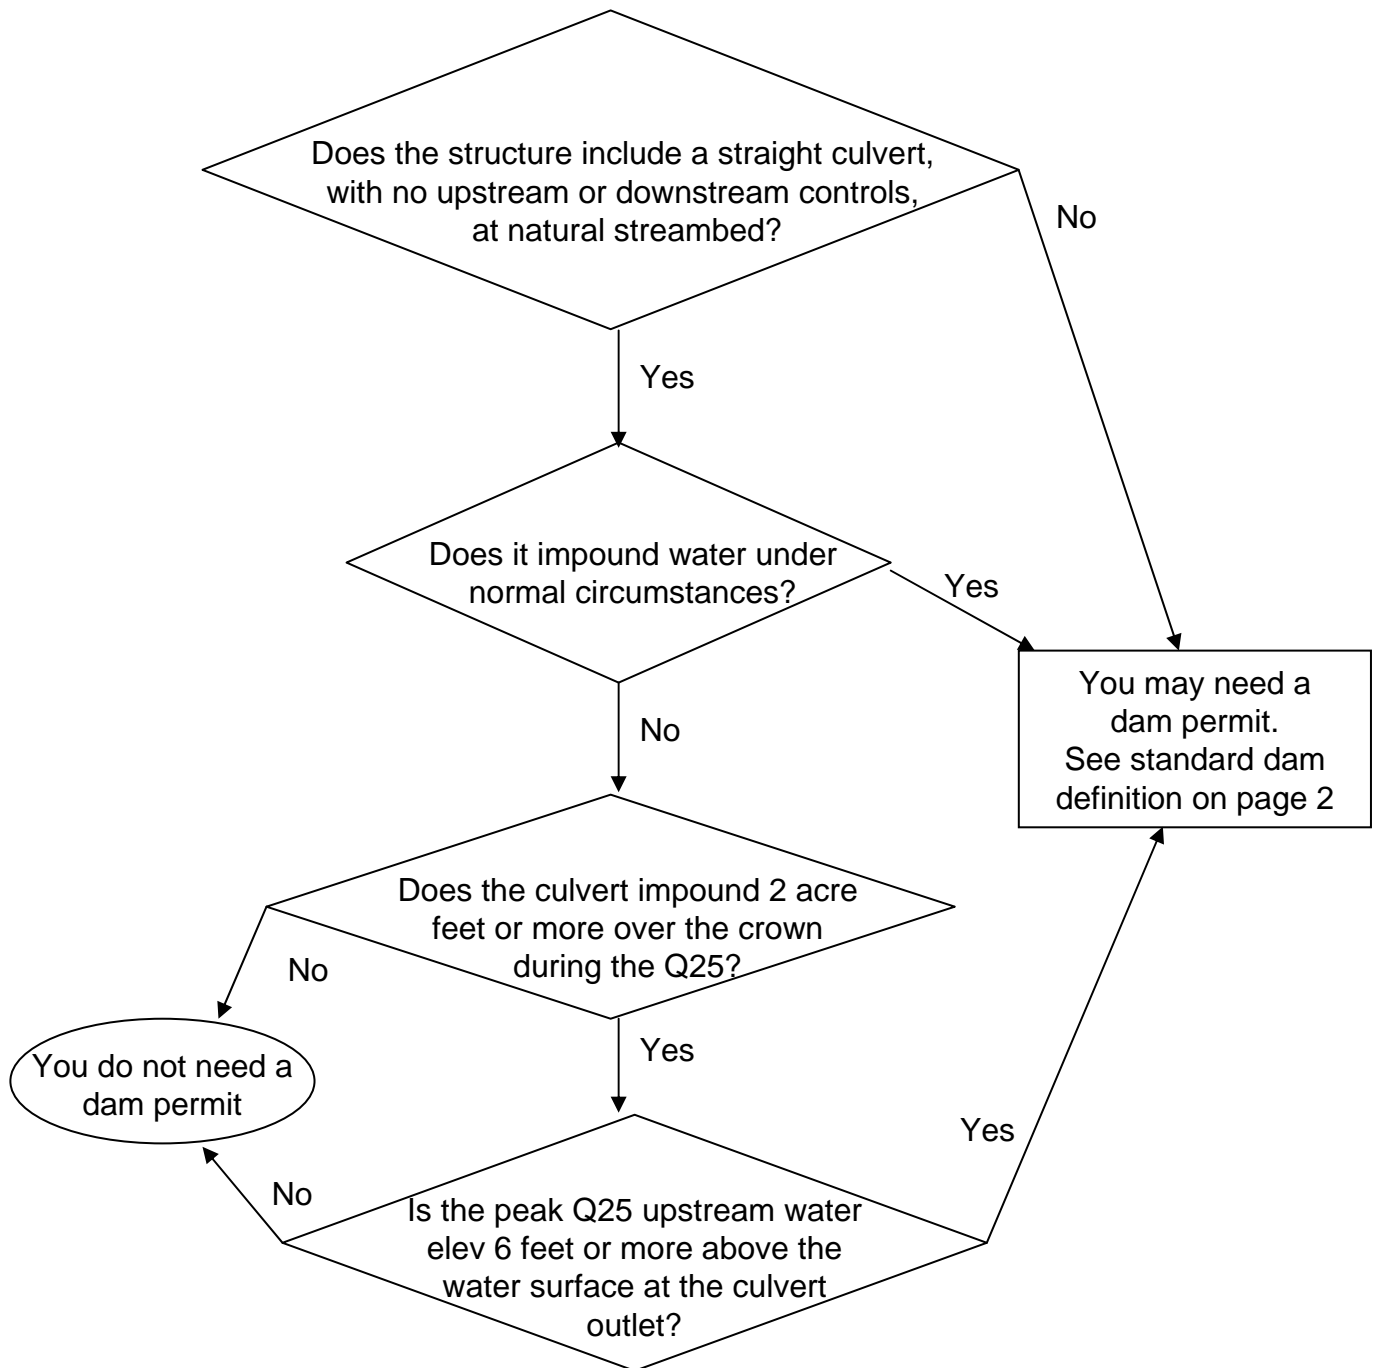 Does the structure include a straight culvert,
with no upstream or downstream controls,
at natural streambed?
No
Yes
Does it impound water under
normal circumstances?
Yes
No
You may need a
dam permit.
See standard dam
definition on page 2
Does the culvert impound 2 acre
feet or more over the crown
during the Q25?
No
Yes
You do not need a
dam permit
Yes
No
Is the peak Q25 upstream water
elev 6 feet or more above the
water surface at the culvert
outlet?